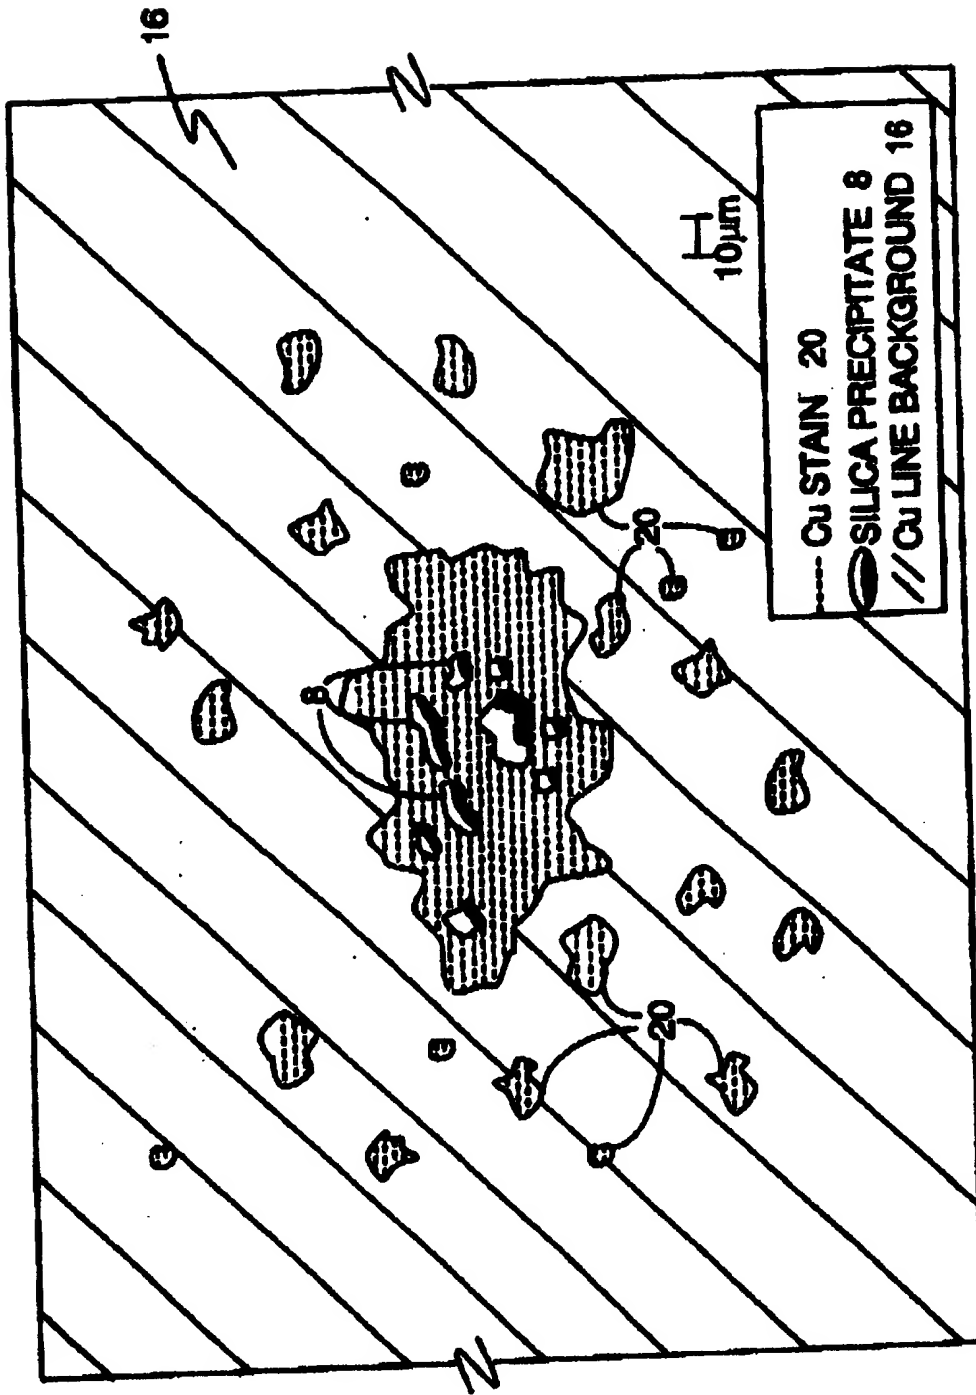 16
8
20
20
10µm
Cu STAIN 20
SILICA PRECIPITATE 8
Cu LINE BACKGROUND 16